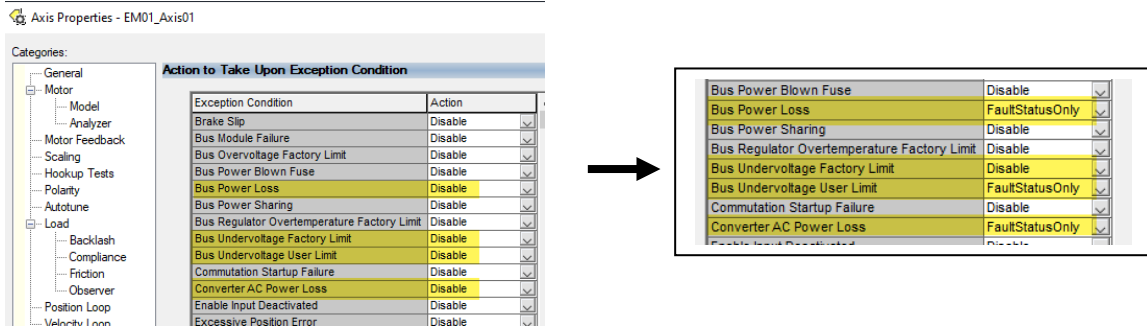 Axis Properties - EM01_Axis01
Categories:
General
Motor
Model
Analyzer
Motor Feedback
Scaling
Hookup Tests
Polarity
Autotune
Load
Backlash
Compliance
Friction
Observer
Position Loop
Velocity Loop
Action to Take Upon Exception Condition
Exception Condition Action
Brake Slip Disable
Bus Module Failure Disable
Bus Overvoltage Factory Limit Disable
Bus Power Blown Fuse Disable
Bus Power Loss Disable
Bus Power Sharing Disable
Bus Regulator Overtemperature Factory Limit Disable
Bus Undervoltage Factory Limit Disable
Bus Undervoltage User Limit Disable
Commutation Startup Failure Disable
Converter AC Power Loss Disable
Enable Input Deactivated Disable
Excessive Position Error Disable
Bus Power Blown Fuse Disable
Bus Power Loss FaultStatusOnly
Bus Power Sharing Disable
Bus Regulator Overtemperature Factory Limit Disable
Bus Undervoltage Factory Limit Disable
Bus Undervoltage User Limit FaultStatusOnly
Commutation Startup Failure Disable
Converter AC Power Loss FaultStatusOnly
Enable Input Deactivated Disable